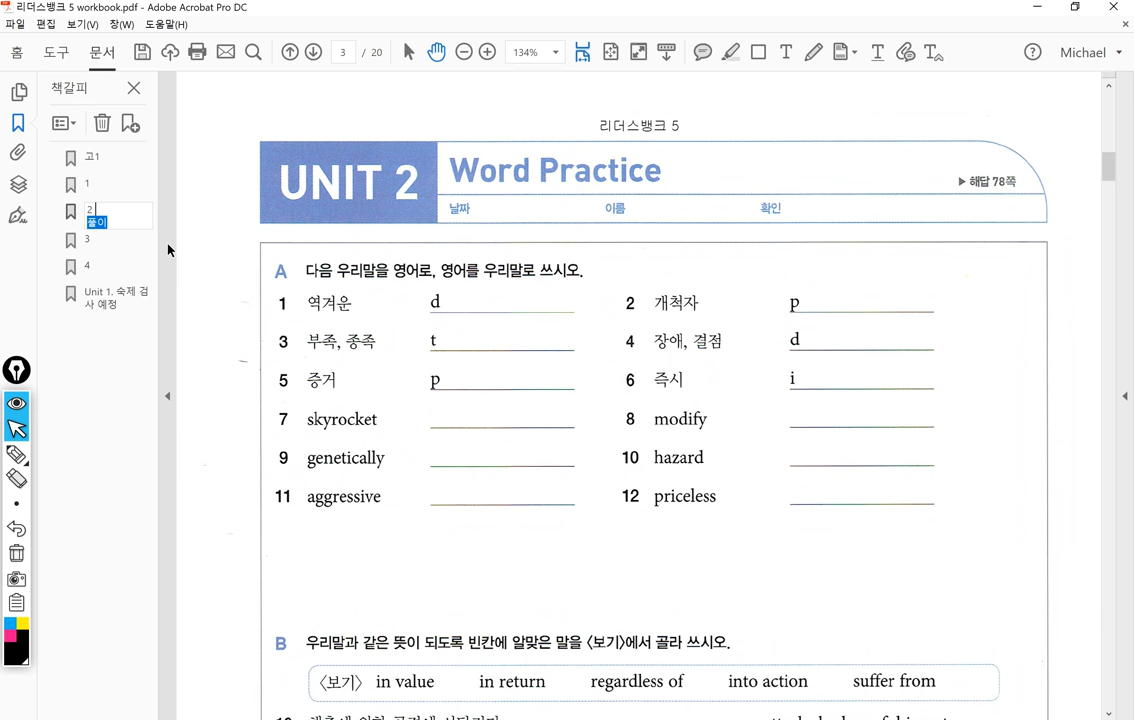 리더스뱅크 5 workbook.pdf - Adobe Acrobat Pro DC
파일 편집 보기(V) 창(W) 도움말(H)
홈 도구 문서 3 / 20 134% Michael
책갈피
고1
1
2
풀이
3
4
Unit 1. 숙제 검
사 예정
리더스뱅크 5
UNIT 2 Word Practice
▶ 해답 78쪽
날짜 이름 확인
A 다음 우리말을 영어로, 영어를 우리말로 쓰시오.
1 역겨운 d 2 개척자 p
3 부족, 종족 t 4 장애, 결점 d
5 증거 p 6 즉시 i
7 skyrocket 8 modify
9 genetically 10 hazard
11 aggressive 12 priceless
B 우리말과 같은 뜻이 되도록 빈칸에 알맞은 말을 〈보기〉에서 골라 쓰시오.
〈보기〉 in value in return regardless of into action suffer from